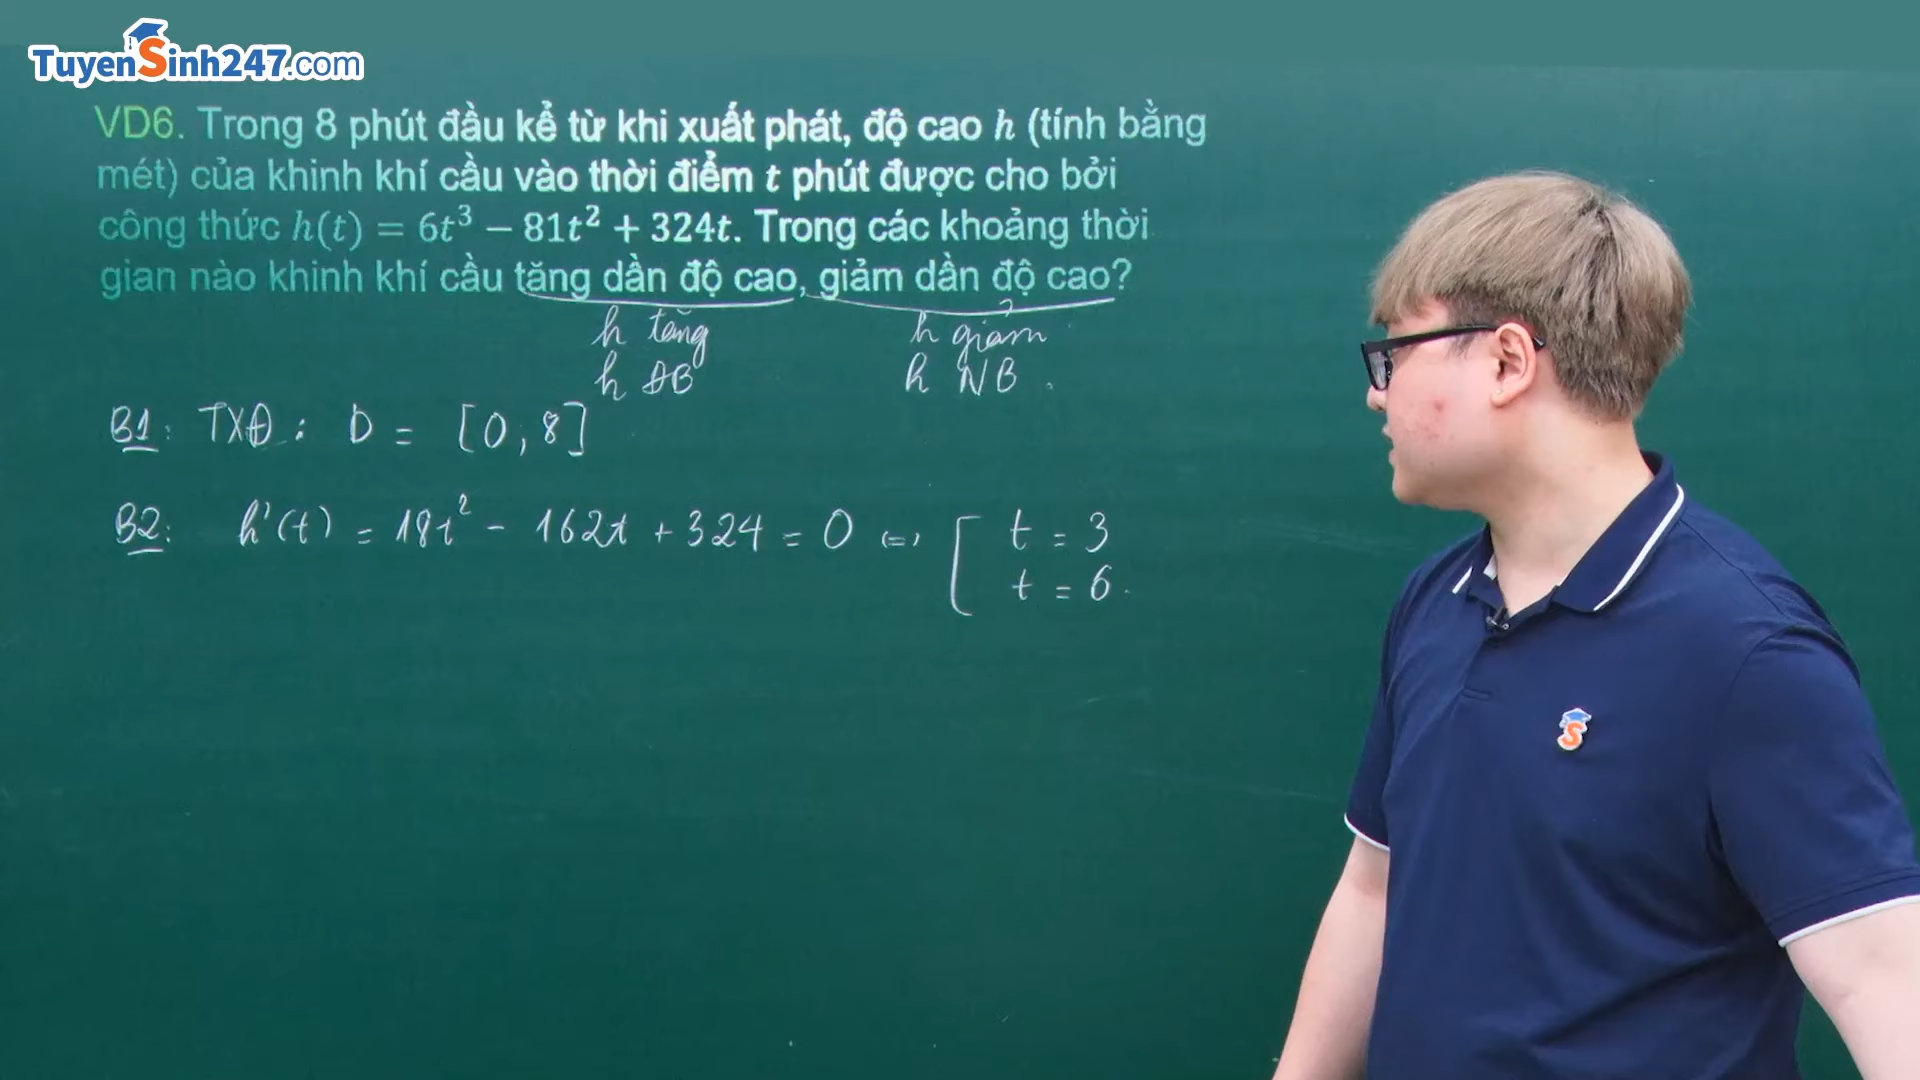 TuyenSinh247.com
VD6. Trong 8 phút đầu kể từ khi xuất phát, độ cao h (tính bằng
mét) của khinh khí cầu vào thời điểm t phút được cho bởi
công thức h(t) = 6t³ − 81t² + 324t. Trong các khoảng thời
gian nào khinh khí cầu tăng dần độ cao, giảm dần độ cao?
h tăng h giảm
h ĐB h NB.
B1: TXĐ: D = [0, 8]
B2: h'(t) = 18t² - 162t + 324 = 0 <=> [ t = 3
t = 6.
S